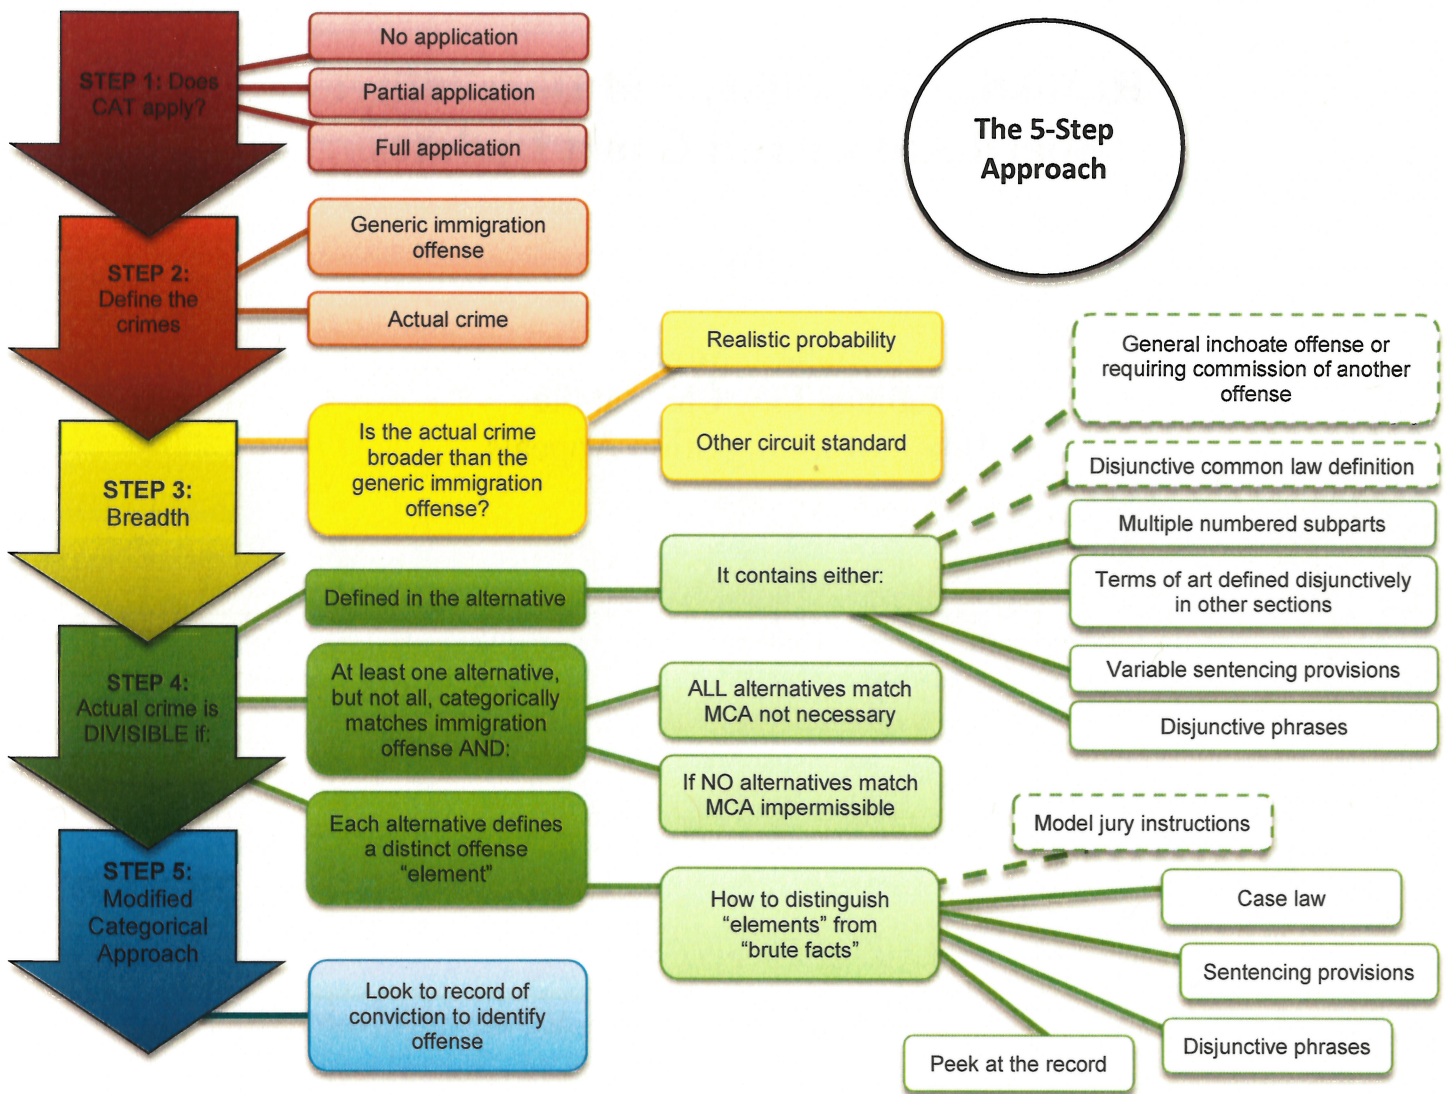 The 5-Step
Approach
STEP 1: Does
CAT apply?
No application
Partial application
Full application
STEP 2:
Define the
crimes
Generic immigration
offense
Actual crime
STEP 3:
Breadth
Is the actual crime
broader than the
generic immigration
offense?
Realistic probability
Other circuit standard
STEP 4:
Actual crime is
DIVISIBLE if:
Defined in the alternative
It contains either:
General inchoate offense or
requiring commission of another
offense
Disjunctive common law definition
Multiple numbered subparts
Terms of art defined disjunctively
in other sections
Variable sentencing provisions
Disjunctive phrases
At least one alternative,
but not all, categorically
matches immigration
offense AND:
ALL alternatives match
MCA not necessary
If NO alternatives match
MCA impermissible
Each alternative defines
a distinct offense
“element”
How to distinguish
“elements” from
“brute facts”
Model jury instructions
Case law
Sentencing provisions
Disjunctive phrases
Peek at the record
STEP 5:
Modified
Categorical
Approach
Look to record of
conviction to identify
offense